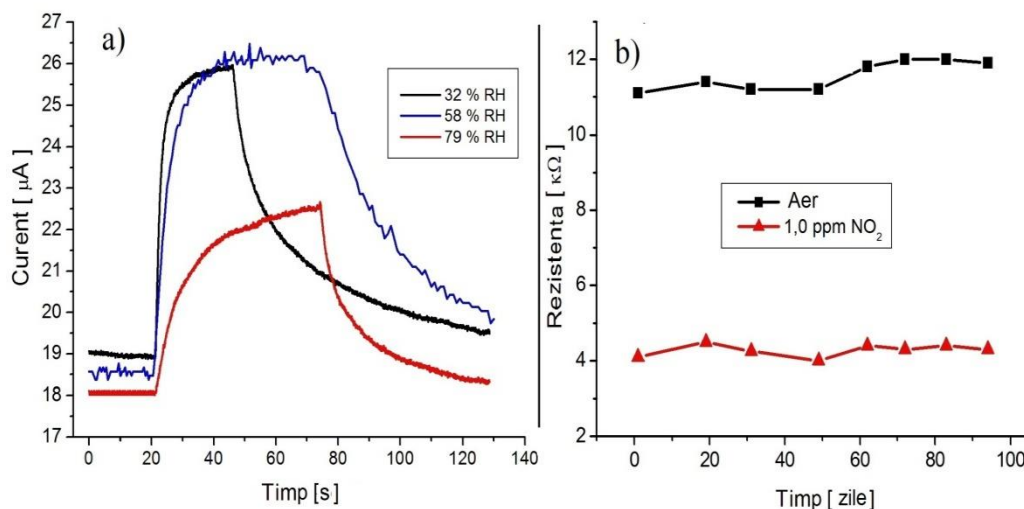 a)
27
26
25
24
23
22
21
20
19
18
17
Curent [ μA]
0
20
40
60
80
100
120
140
Timp [s]
32 % RH
58 % RH
79 % RH
b)
12
10
8
6
4
2
Rezistenta [ κΩ]
0
20
40
60
80
100
Timp [ zile]
Aer
1,0 ppm NO₂